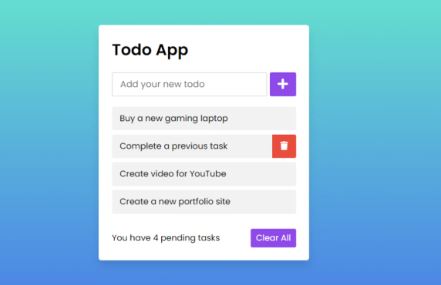 Todo App
Add your new todo
Buy a new gaming laptop
Complete a previous task
Create video for YouTube
Create a new portfolio site
You have 4 pending tasks Clear All